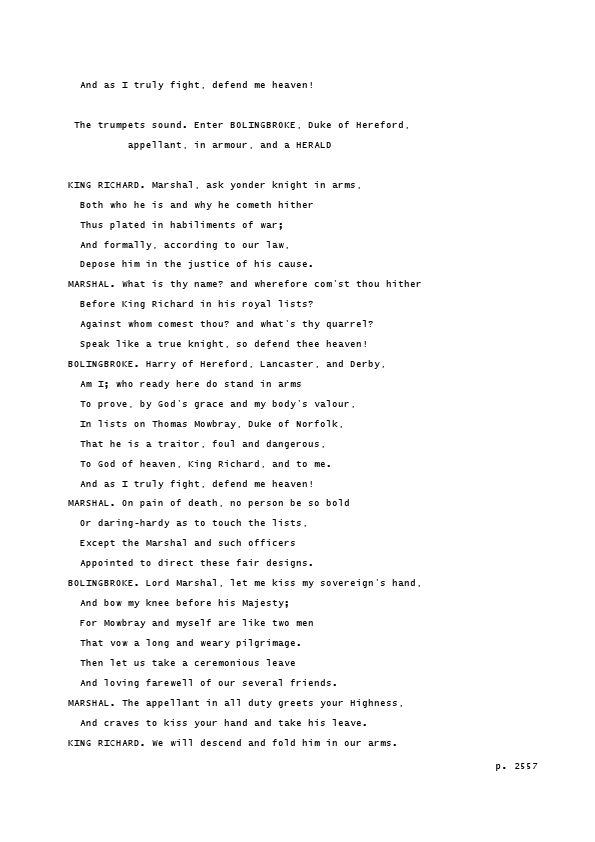 And as I truly fight, defend me heaven!
The trumpets sound. Enter BOLINGBROKE, Duke of Hereford,
appellant, in armour, and a HERALD
KING RICHARD. Marshal, ask yonder knight in arms,
Both who he is and why he cometh hither
Thus plated in habiliments of war;
And formally, according to our law,
Depose him in the justice of his cause.
MARSHAL. What is thy name? and wherefore com'st thou hither
Before King Richard in his royal lists?
Against whom comest thou? and what's thy quarrel?
Speak like a true knight, so defend thee heaven!
BOLINGBROKE. Harry of Hereford, Lancaster, and Derby,
Am I; who ready here do stand in arms
To prove, by God's grace and my body's valour,
In lists on Thomas Mowbray, Duke of Norfolk,
That he is a traitor, foul and dangerous,
To God of heaven, King Richard, and to me.
And as I truly fight, defend me heaven!
MARSHAL. On pain of death, no person be so bold
Or daring-hardy as to touch the lists,
Except the Marshal and such officers
Appointed to direct these fair designs.
BOLINGBROKE. Lord Marshal, let me kiss my sovereign's hand,
And bow my knee before his Majesty;
For Mowbray and myself are like two men
That vow a long and weary pilgrimage.
Then let us take a ceremonious leave
And loving farewell of our several friends.
MARSHAL. The appellant in all duty greets your Highness,
And craves to kiss your hand and take his leave.
KING RICHARD. We will descend and fold him in our arms.
p. 2557